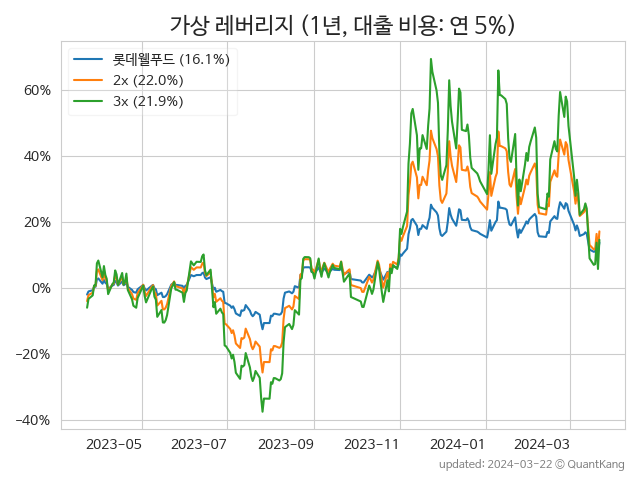 가상 레버리지 (1년, 대출 비용: 연 5%)
롯데웰푸드 (16.1%)
2x (22.0%)
3x (21.9%)
60%
40%
20%
0%
−20%
−40%
2023-05
2023-07
2023-09
2023-11
2024-01
2024-03
updated: 2024-03-22 © QuantKang